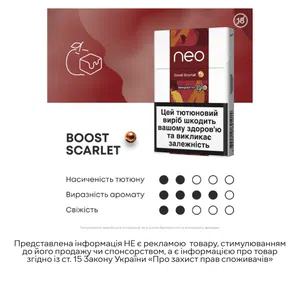 18
neo
Boost Scarlet
Цей тютюновий
виріб шкодить
вашому здоров'ю
та викликає
залежність
BOOST
SCARLET
Насиченість тютюну
Виразність аромату
Свіжість
Представлена інформація НЕ є рекламою товару, стимулюванням
до його продажу чи спонсорством, а є інформацією про товар
згідно із ст. 15 Закону України «Про захист прав споживачів»